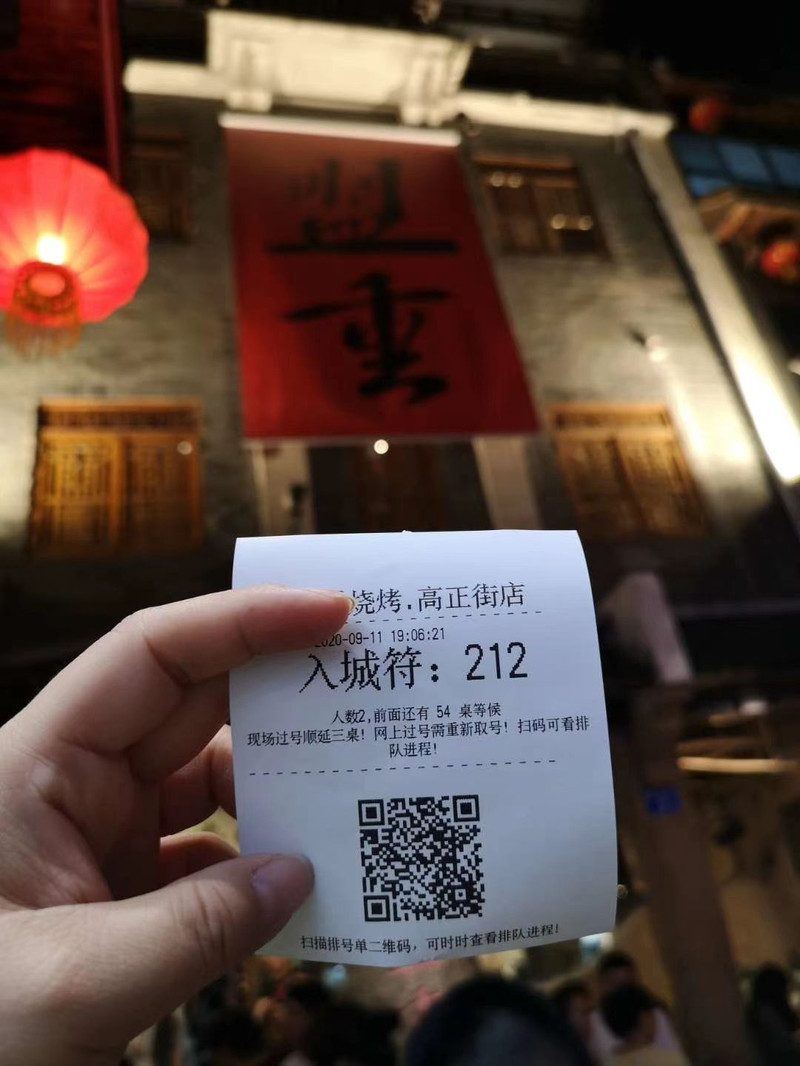 盟
重
烧烤.高正街店
2020-09-11 19:06:21
入城符：212
人数2,前面还有 54 桌等候
现场过号顺延三桌！网上过号需重新取号！扫码可看排
队进程！
扫描排号单二维码，可时时查看排队进程！